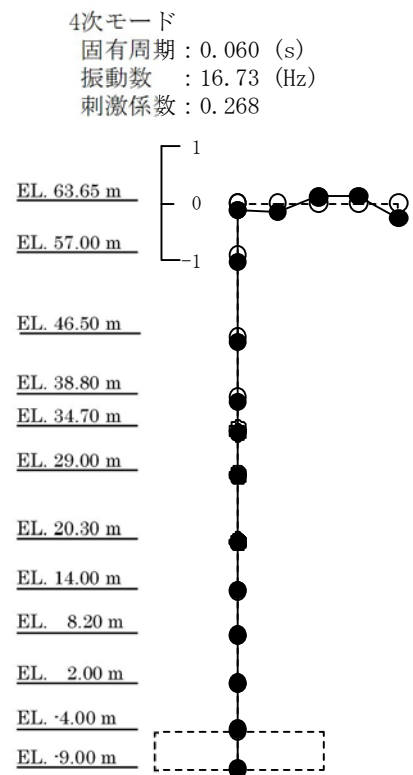 4次モード
固有周期：0.060 (s)
振動数　：16.73 (Hz)
刺激係数：0.268
1
EL. 63.65 m
0
EL. 57.00 m
-1
EL. 46.50 m
EL. 38.80 m
EL. 34.70 m
EL. 29.00 m
EL. 20.30 m
EL. 14.00 m
EL. 8.20 m
EL. 2.00 m
EL. -4.00 m
EL. -9.00 m